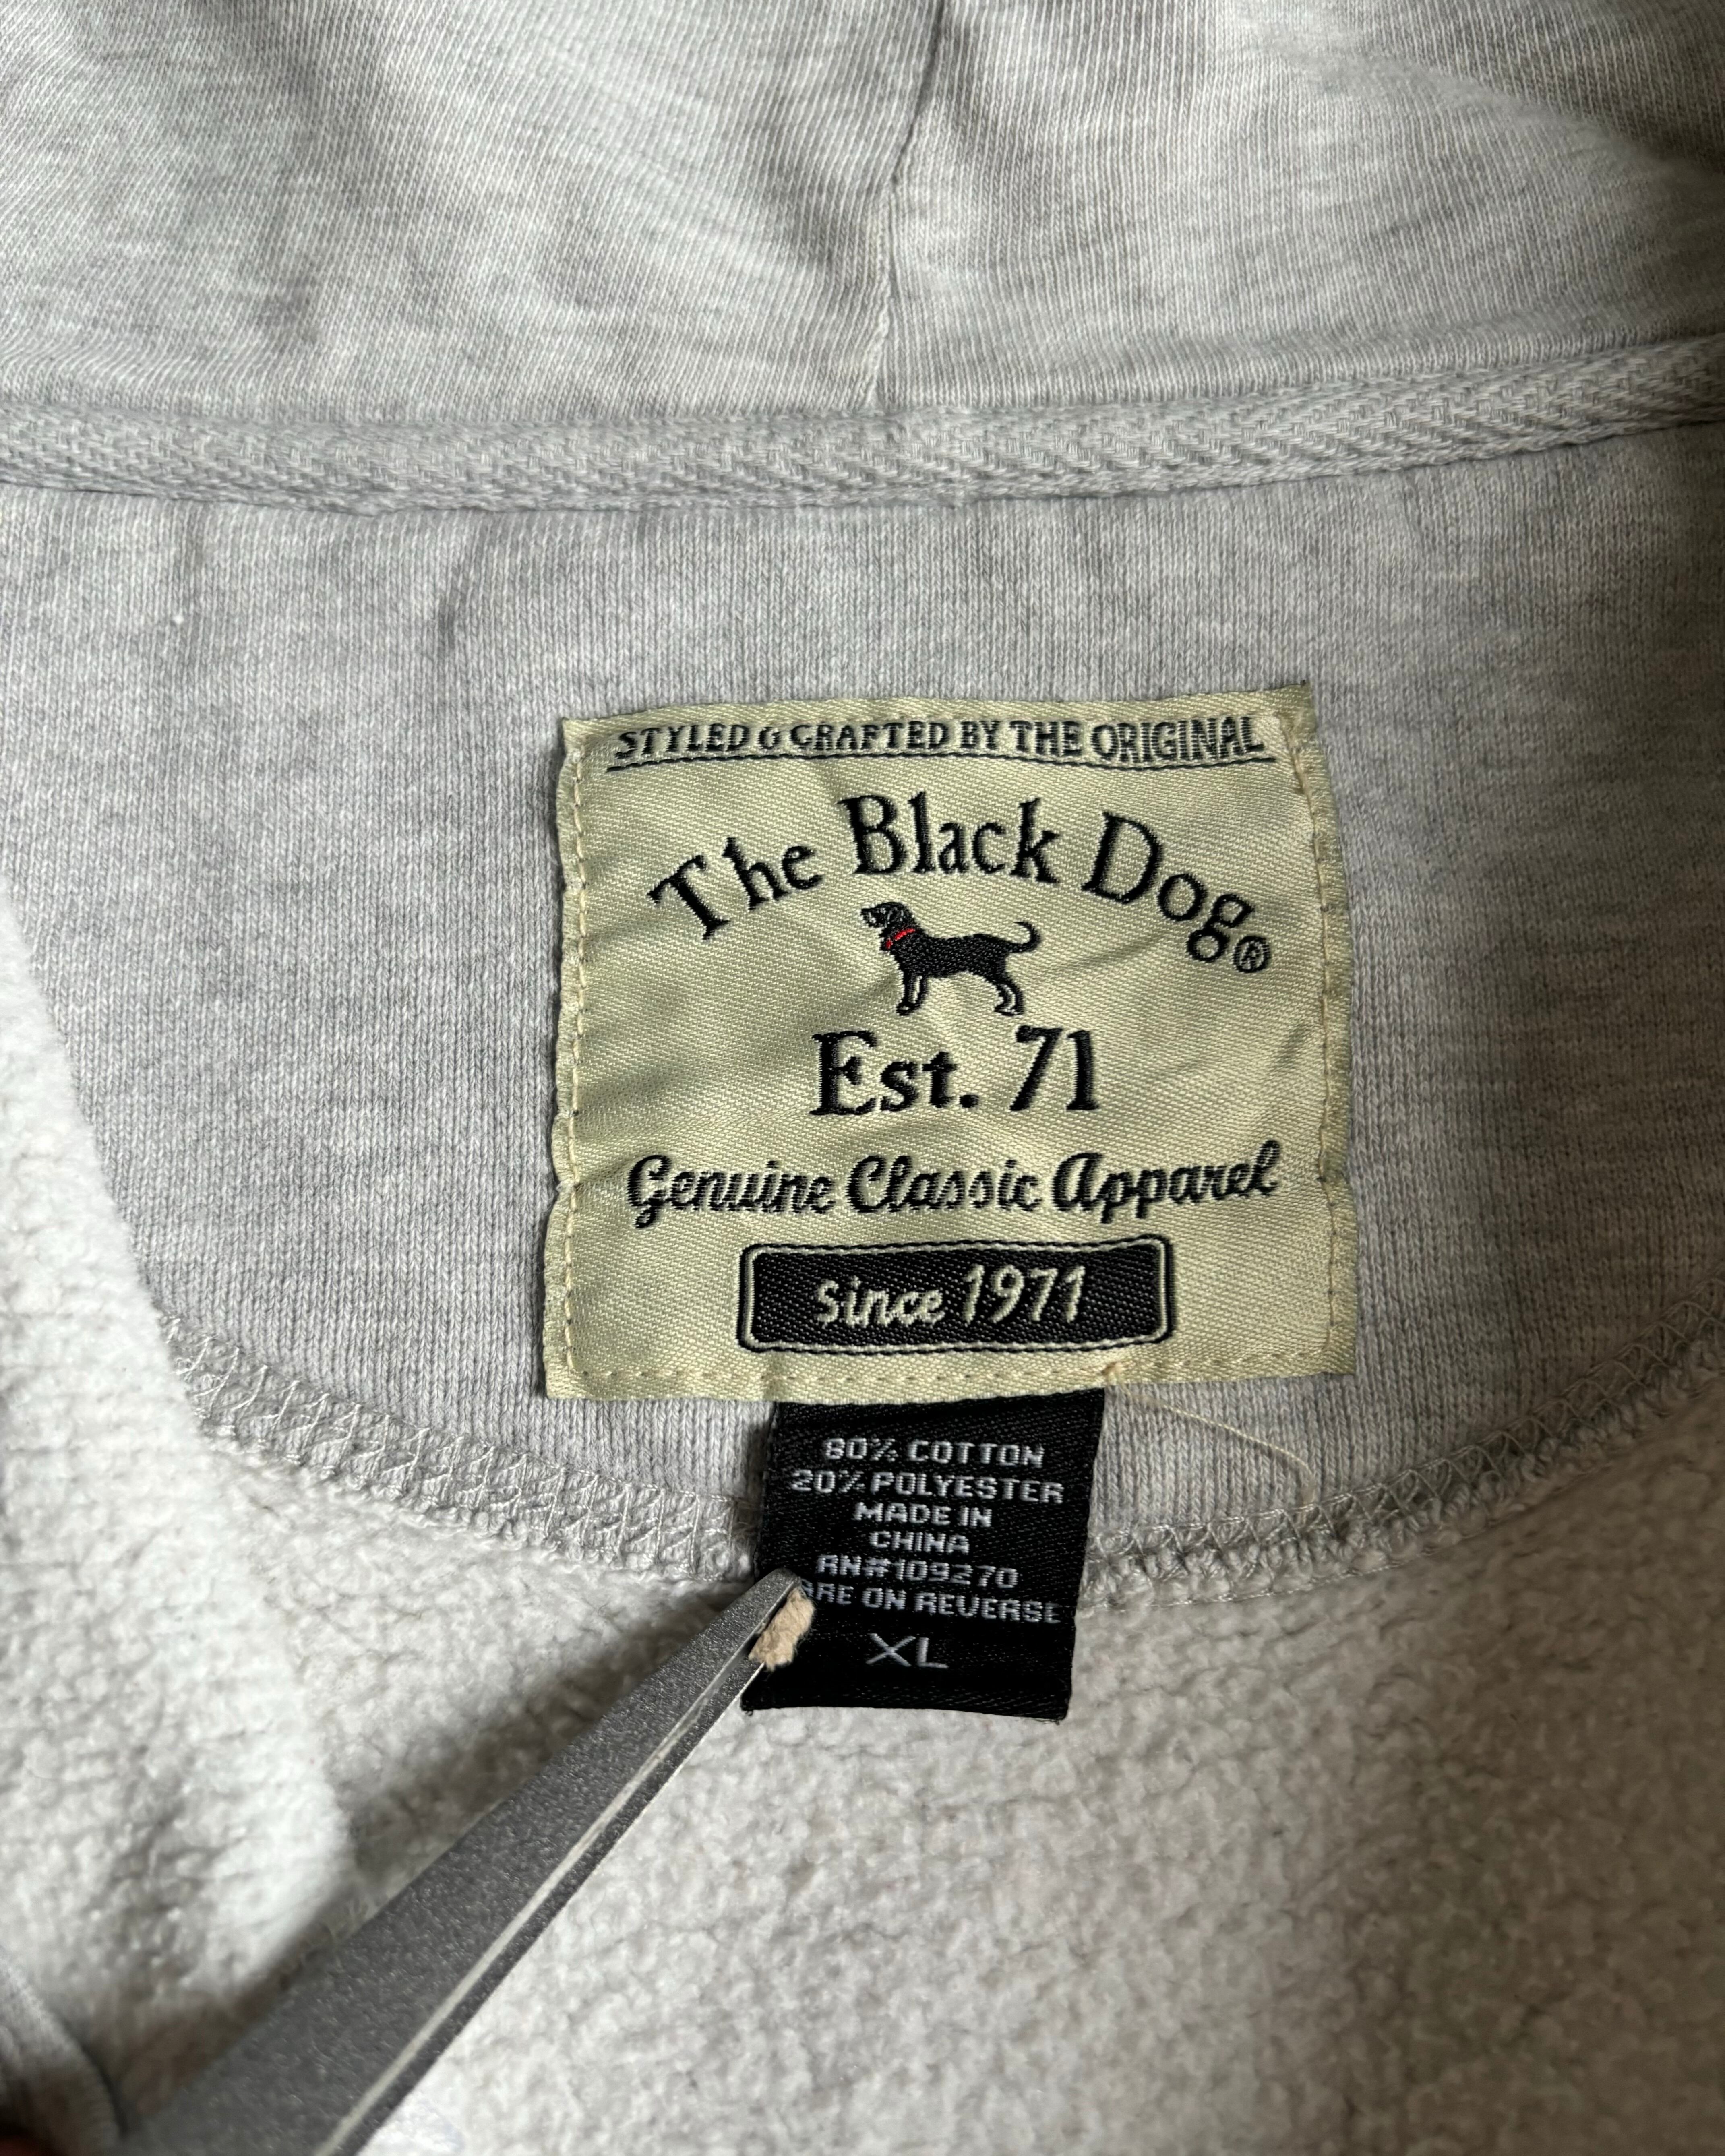 STYLED & CRAFTED BY THE ORIGINAL
The Black Dog®
Est. 71
Genuine Classic Apparel
Since 1971
80% COTTON
20% POLYESTER
MADE IN
CHINA
RN#109270
ARE ON REVERSE
XL